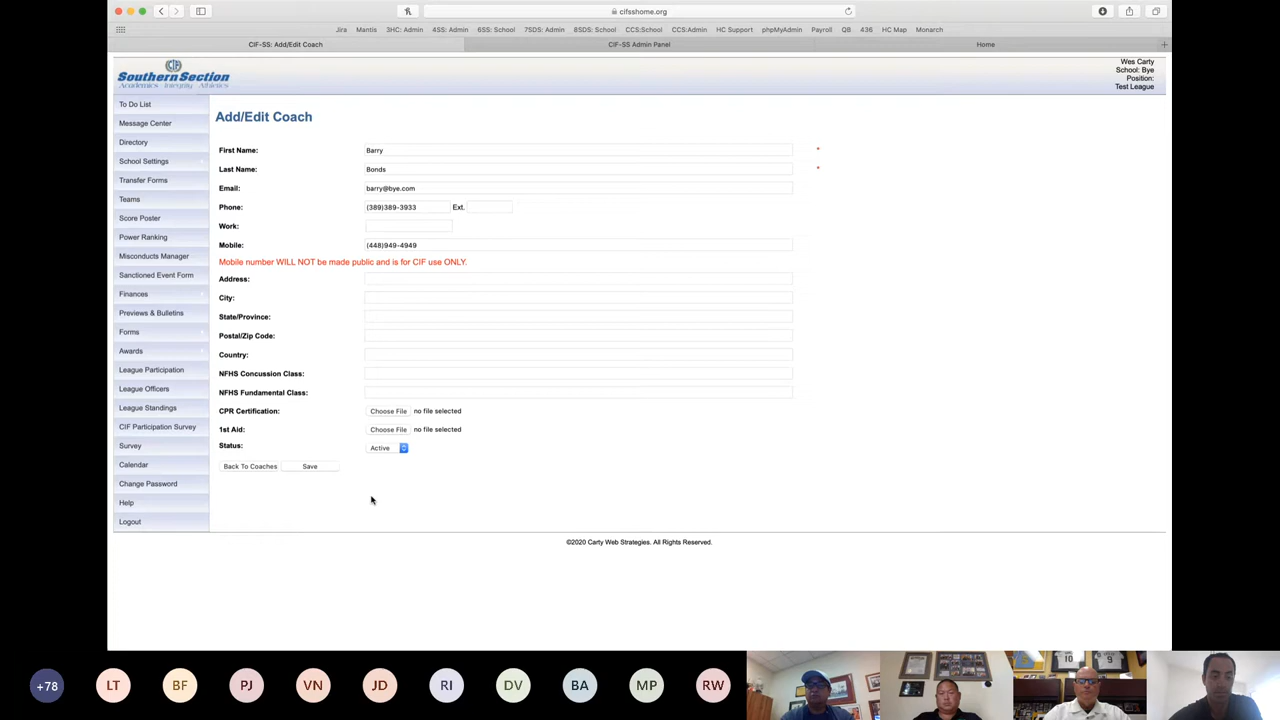 cifsshome.org
Jira Mantis 3HC: Admin 4SS: Admin 6SS: School 7SDS: Admin 8SDS: School CCS:School CCS:Admin HC Support phpMyAdmin Payroll QB 436 HC Map Monarch
CIF-SS: Add/Edit Coach CIF-SS Admin Panel Home
CIF
Southern Section
Academics Integrity Athletics
Wes Carty
School: Bye
Position:
Test League
To Do List
Message Center
Directory
School Settings
Transfer Forms
Teams
Score Poster
Power Ranking
Misconducts Manager
Sanctioned Event Form
Finances
Previews & Bulletins
Forms
Awards
League Participation
League Officers
League Standings
CIF Participation Survey
Survey
Calendar
Change Password
Help
Logout
Add/Edit Coach
First Name: Barry *
Last Name: Bonds *
Email: barry@bye.com
Phone: (389)389-3933 Ext.
Work:
Mobile: (448)949-4949
Mobile number WILL NOT be made public and is for CIF use ONLY.
Address:
City:
State/Province:
Postal/Zip Code:
Country:
NFHS Concussion Class:
NFHS Fundamental Class:
CPR Certification: Choose File no file selected
1st Aid: Choose File no file selected
Status: Active
Back To Coaches Save
©2020 Carty Web Strategies. All Rights Reserved.
+78 LT BF PJ VN JD RI DV BA MP RW
10 9